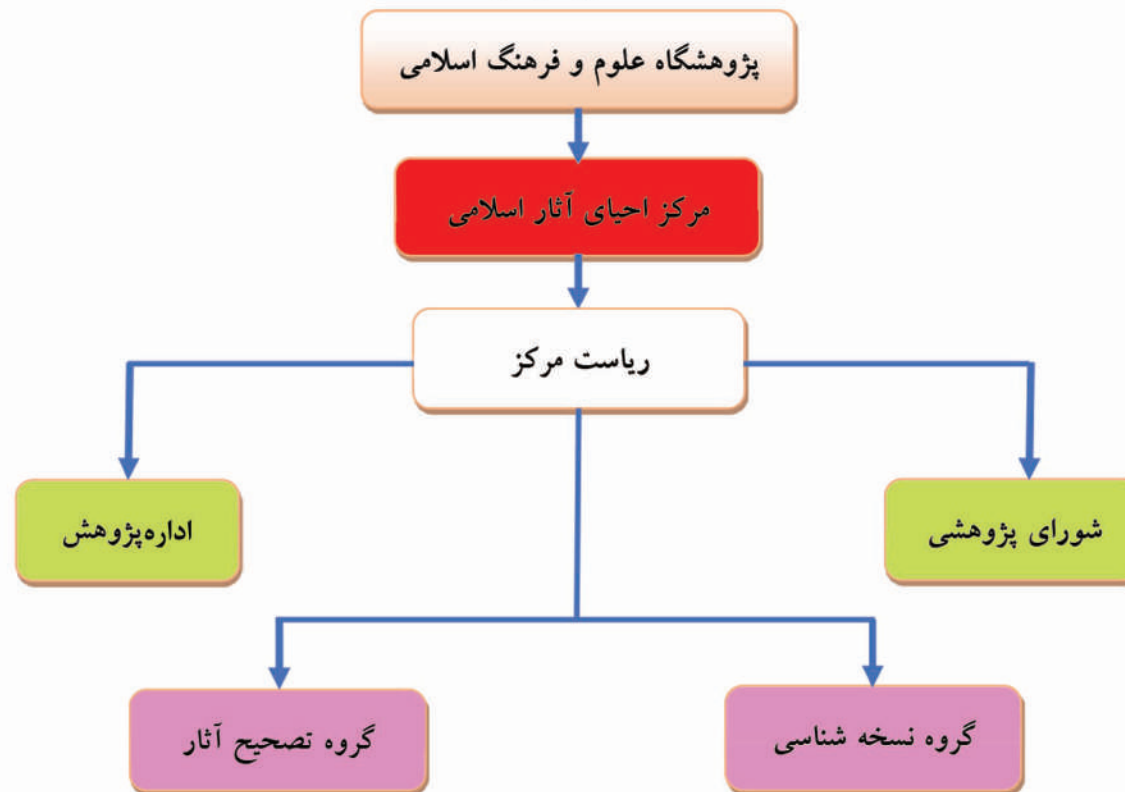 پژوهشگاه علوم و فرهنگ اسلامی
مرکز احیای آثار اسلامی
ریاست مرکز
شورای پژوهشی
اداره‌پژوهش
گروه نسخه شناسی
گروه تصحیح آثار